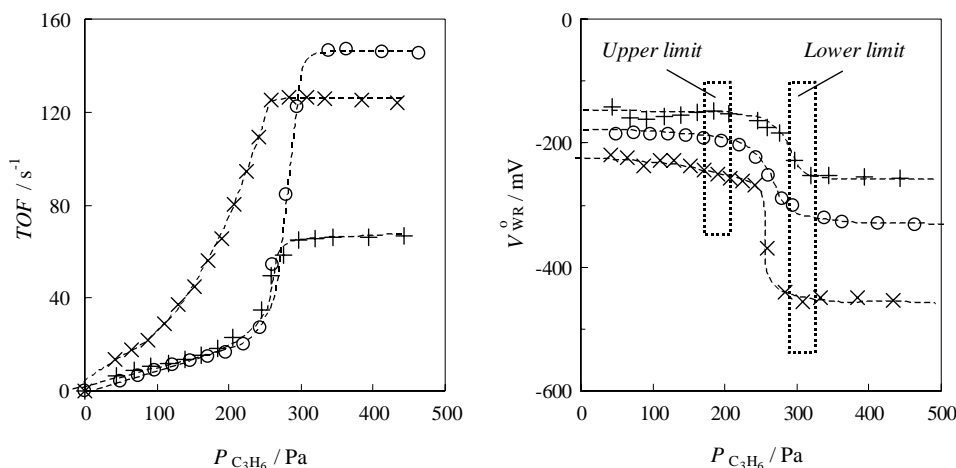 160
120
80
40
0
TOF / s⁻¹
0 100 200 300 400 500
P C₃H₆ / Pa
0
-200
-400
-600
V°WR / mV
Upper limit
Lower limit
0 100 200 300 400 500
P C₃H₆ / Pa